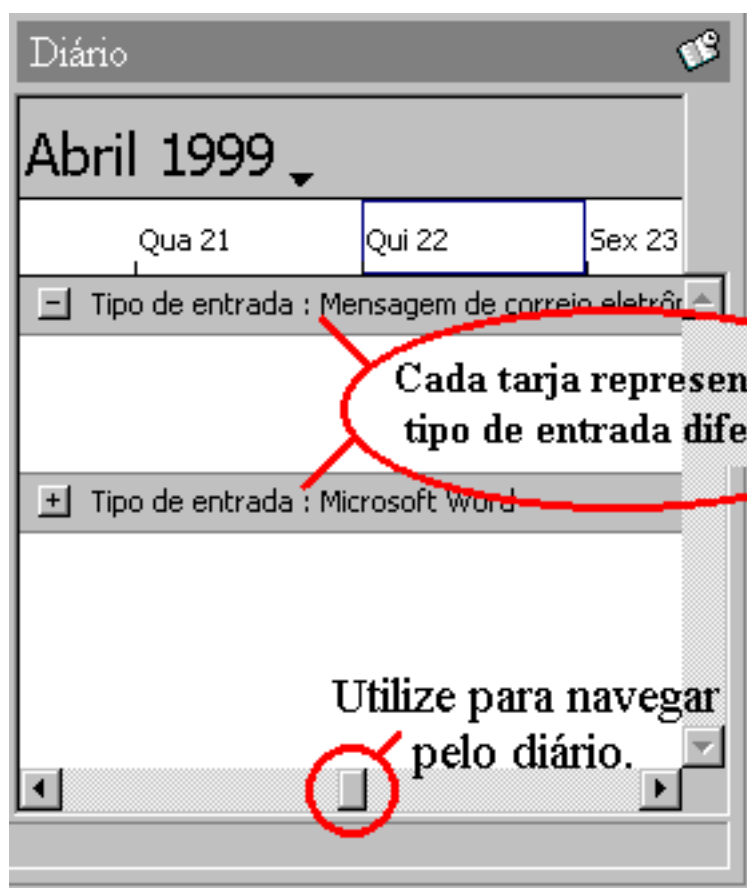 Diário
Abril 1999
Qua 21
Qui 22
Sex 23
Tipo de entrada : Mensagem de correio eletrôn
Cada tarja represen
tipo de entrada dife
Tipo de entrada : Microsoft Word
Utilize para navegar
pelo diário.